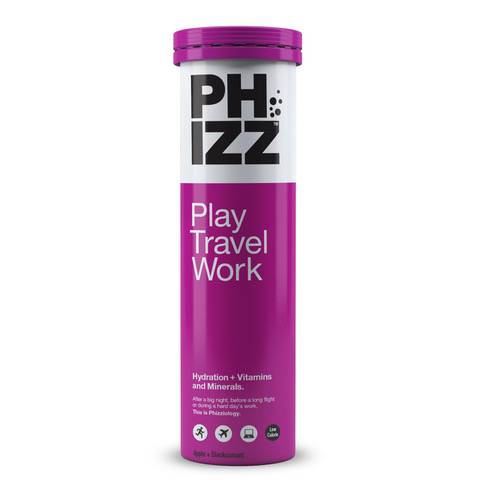 PH
IZZ™
Play
Travel
Work
Hydration + Vitamins
and Minerals.
After a big night, before a long flight
or during a hard day's work.
This is Phizziology.
Low
Calorie
Apple + Blackcurrant